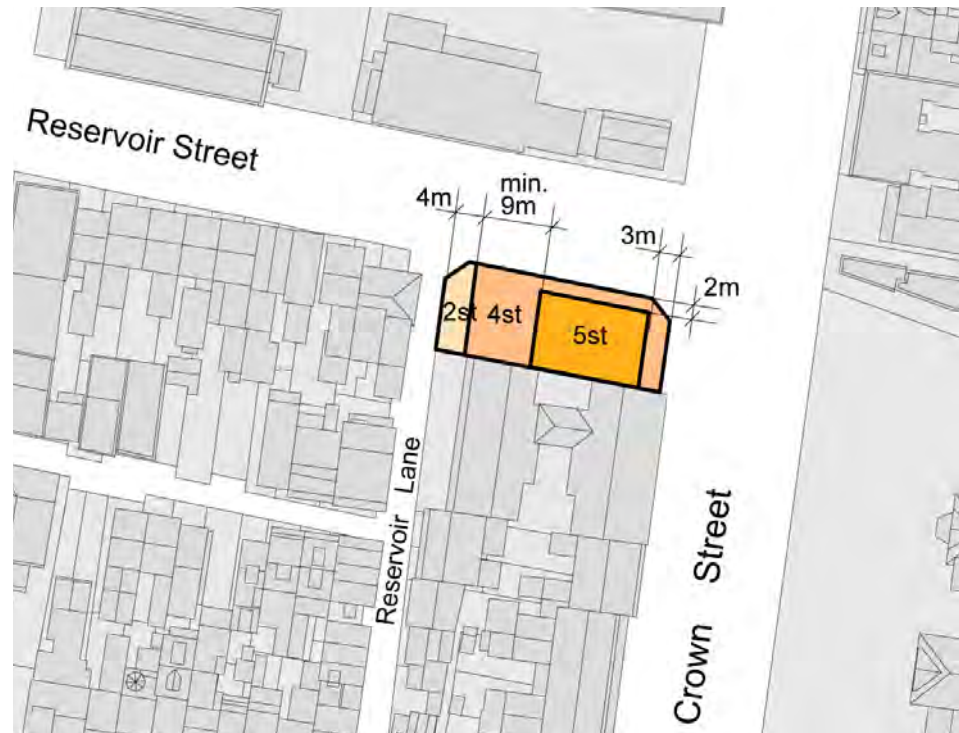 Reservoir Street
min.
4m
9m
3m
2m
2st
4st
5st
Reservoir Lane
Crown Street